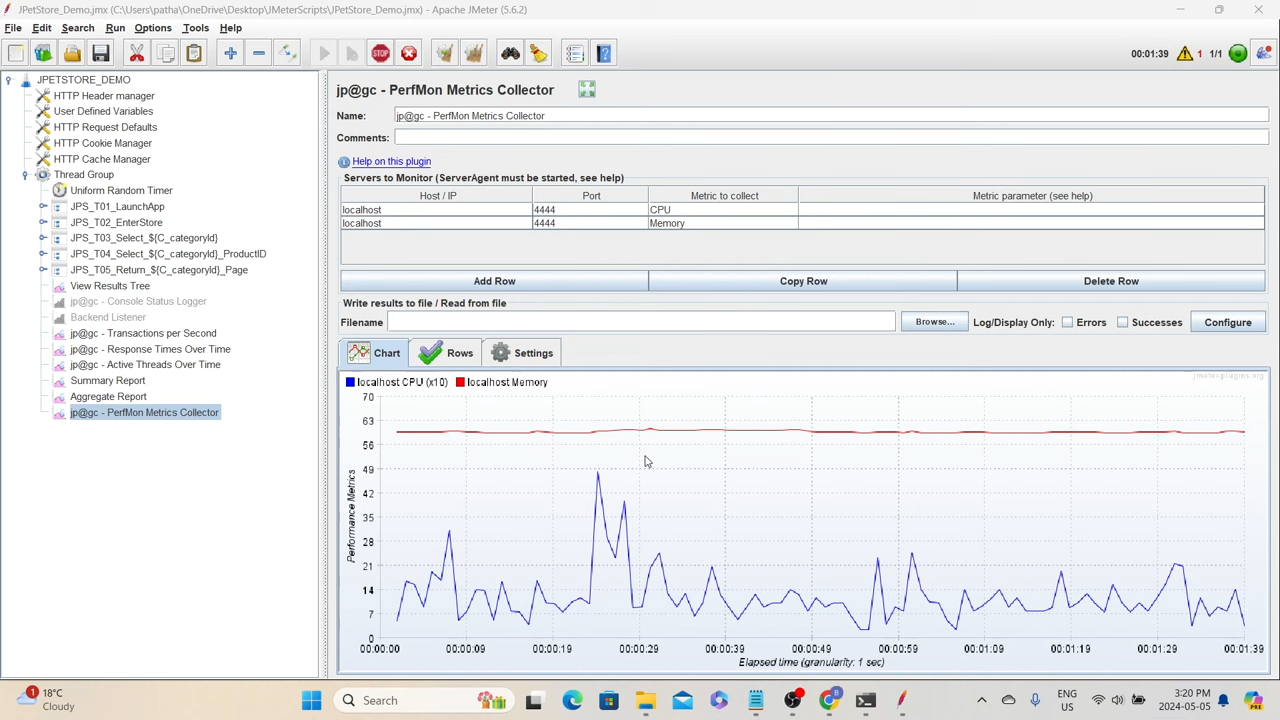 JPetStore_Demo.jmx (C:\Users\patha\OneDrive\Desktop\JMeterScripts\JPetStore_Demo.jmx) - Apache JMeter (5.6.2)
File Edit Search Run Options Tools Help
STOP
00:01:39 1 1/1
JPETSTORE_DEMO
HTTP Header manager
User Defined Variables
HTTP Request Defaults
HTTP Cookie Manager
HTTP Cache Manager
Thread Group
Uniform Random Timer
JPS_T01_LaunchApp
JPS_T02_EnterStore
JPS_T03_Select_${C_categoryId}
JPS_T04_Select_${C_categoryId}_ProductID
JPS_T05_Return_${C_categoryId}_Page
View Results Tree
jp@gc - Console Status Logger
Backend Listener
jp@gc - Transactions per Second
jp@gc - Response Times Over Time
jp@gc - Active Threads Over Time
Summary Report
Aggregate Report
jp@gc - PerfMon Metrics Collector
jp@gc - PerfMon Metrics Collector
Name: jp@gc - PerfMon Metrics Collector
Comments:
Help on this plugin
Servers to Monitor (ServerAgent must be started, see help)
Host / IP Port Metric to collect Metric parameter (see help)
localhost 4444 CPU
localhost 4444 Memory
Add Row Copy Row Delete Row
Write results to file / Read from file
Filename Browse... Log/Display Only: Errors Successes Configure
Chart Rows Settings
localhost CPU (x10) localhost Memory
jmeter-plugins.org
70
63
56
49
42
35
28
21
14
7
0
Performance Metrics
00:00:00 00:00:09 00:00:19 00:00:29 00:00:39 00:00:49 00:00:59 00:01:09 00:01:19 00:01:29 00:01:39
Elapsed time (granularity: 1 sec)
1
18°C
Cloudy
Search
ENG
US
3:20 PM
2024-05-05